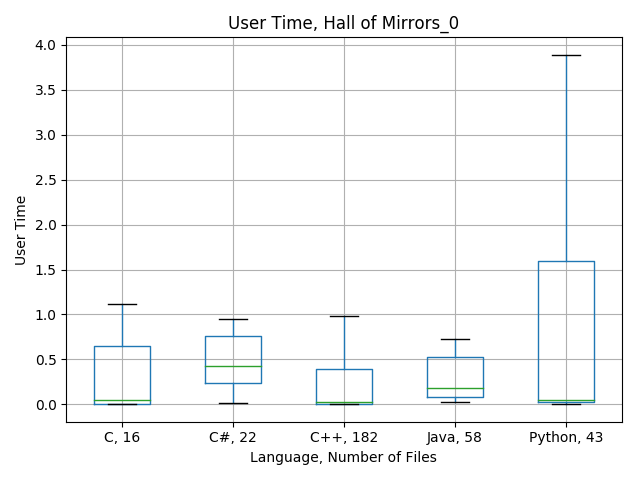 User Time, Hall of Mirrors_0
4.0
3.5
3.0
2.5
2.0
1.5
1.0
0.5
0.0
User Time
C, 16
C#, 22
C++, 182
Java, 58
Python, 43
Language, Number of Files